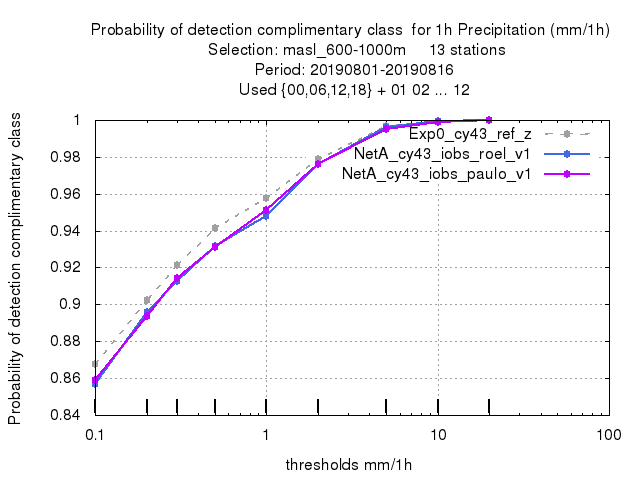 Probability of detection complimentary class  for 1h Precipitation (mm/1h)
Selection: masl_600-1000m     13 stations
Period: 20190801-20190816
Used {00,06,12,18} + 01 02 ... 12
Probability of detection complimentary class
1
0.98
0.96
0.94
0.92
0.9
0.88
0.86
0.84
Exp0_cy43_ref_z
NetA_cy43_iobs_roel_v1
NetA_cy43_iobs_paulo_v1
0.1 1 10 100
thresholds mm/1h